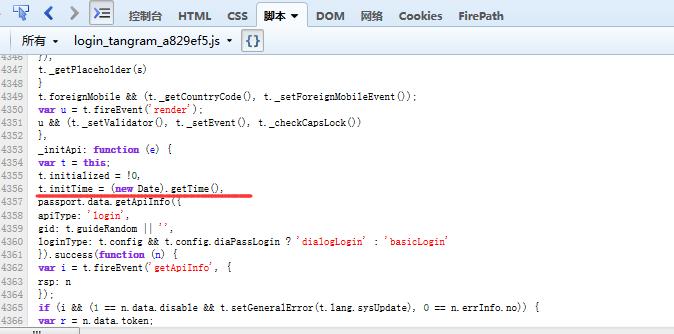 控制台 HTML CSS 脚本 DOM 网络 Cookies FirePath
所有 login_tangram_a829ef5.js {}
4346 }),
4347 t._getPlaceholder(s)
4348 }
4349 t.foreignMobile && (t._getCountryCode(), t._setForeignMobileEvent());
4350 var u = t.fireEvent('render');
4351 u && (t._setValidator(), t._setEvent(), t._checkCapsLock())
4352 },
4353 _initApi: function (e) {
4354 var t = this;
4355 t.initialized = !0,
4356 t.initTime = (new Date).getTime(),
4357 passport.data.getApiInfo({
4358 apiType: 'login',
4359 gid: t.guideRandom || '',
4360 loginType: t.config && t.config.diaPassLogin ? 'dialogLogin' : 'basicLogin'
4361 }).success(function (n) {
4362 var i = t.fireEvent('getApiInfo', {
4363 rsp: n
4364 });
4365 if (i && (1 == n.data.disable && t.setGeneralError(t.lang.sysUpdate), 0 == n.errInfo.no)) {
4366 var r = n.data.token;